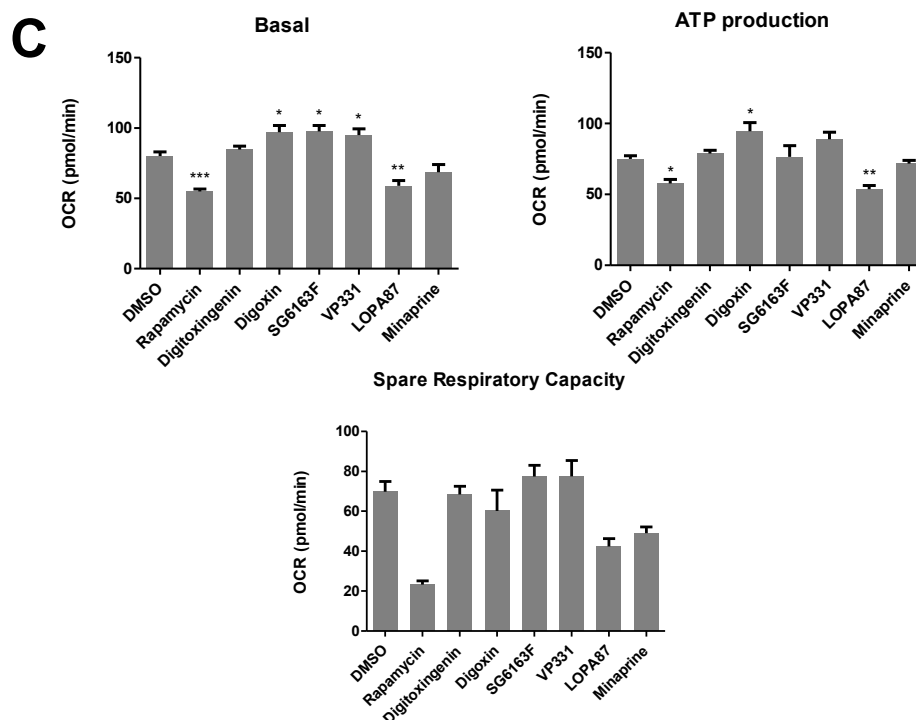 C
Basal
OCR (pmol/min)
150
100
50
0
***
*
*
*
**
DMSO
Rapamycin
Digitoxingenin
Digoxin
SG6163F
VP331
LOPA87
Minaprine
ATP production
OCR (pmol/min)
150
100
50
0
*
*
**
DMSO
Rapamycin
Digitoxingenin
Digoxin
SG6163F
VP331
LOPA87
Minaprine
Spare Respiratory Capacity
OCR (pmol/min)
100
80
60
40
20
0
DMSO
Rapamycin
Digitoxingenin
Digoxin
SG6163F
VP331
LOPA87
Minaprine